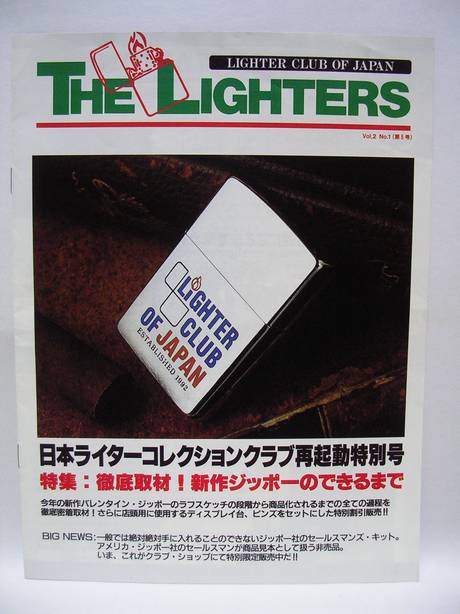 LIGHTER CLUB OF JAPAN
THE LIGHTERS
Vol.2 No.1(第8号)
LIGHTER
CLUB
OF JAPAN
ESTABLISHED 1992
日本ライターコレクションクラブ再起動特別号
特集：徹底取材！新作ジッポーのできるまで
今年の新作バレンタイン・ジッポーのラフスケッチの段階から商品化されるまでの全ての過程を
徹底密着取材！さらに店頭用に使用するディスプレイ台、ピンズをセットにした特別割引販売!!
BIG NEWS:一般では絶対絶対手に入れることのできないジッポー社のセールスマンズ・キット。
アメリカ・ジッポー社のセールスマンが商品見本として扱う非売品。
いま、これがクラブ・ショップにて特別限定販売中だ!!